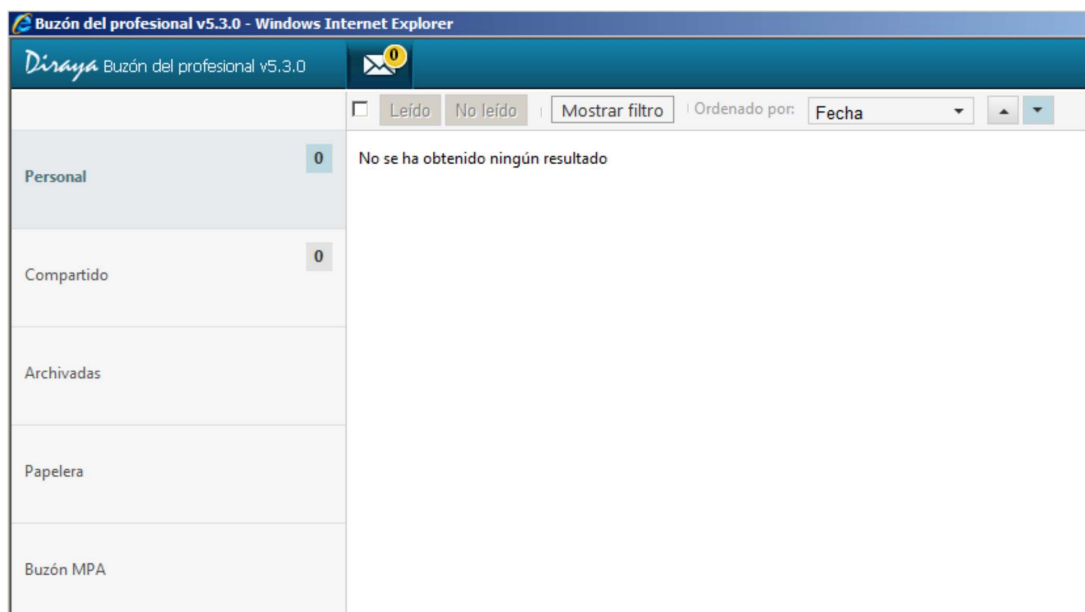 Buzón del profesional v5.3.0 - Windows Internet Explorer
Diraya Buzón del profesional v5.3.0
0
Leído No leído Mostrar filtro Ordenado por: Fecha
Personal 0
No se ha obtenido ningún resultado
Compartido 0
Archivadas
Papelera
Buzón MPA